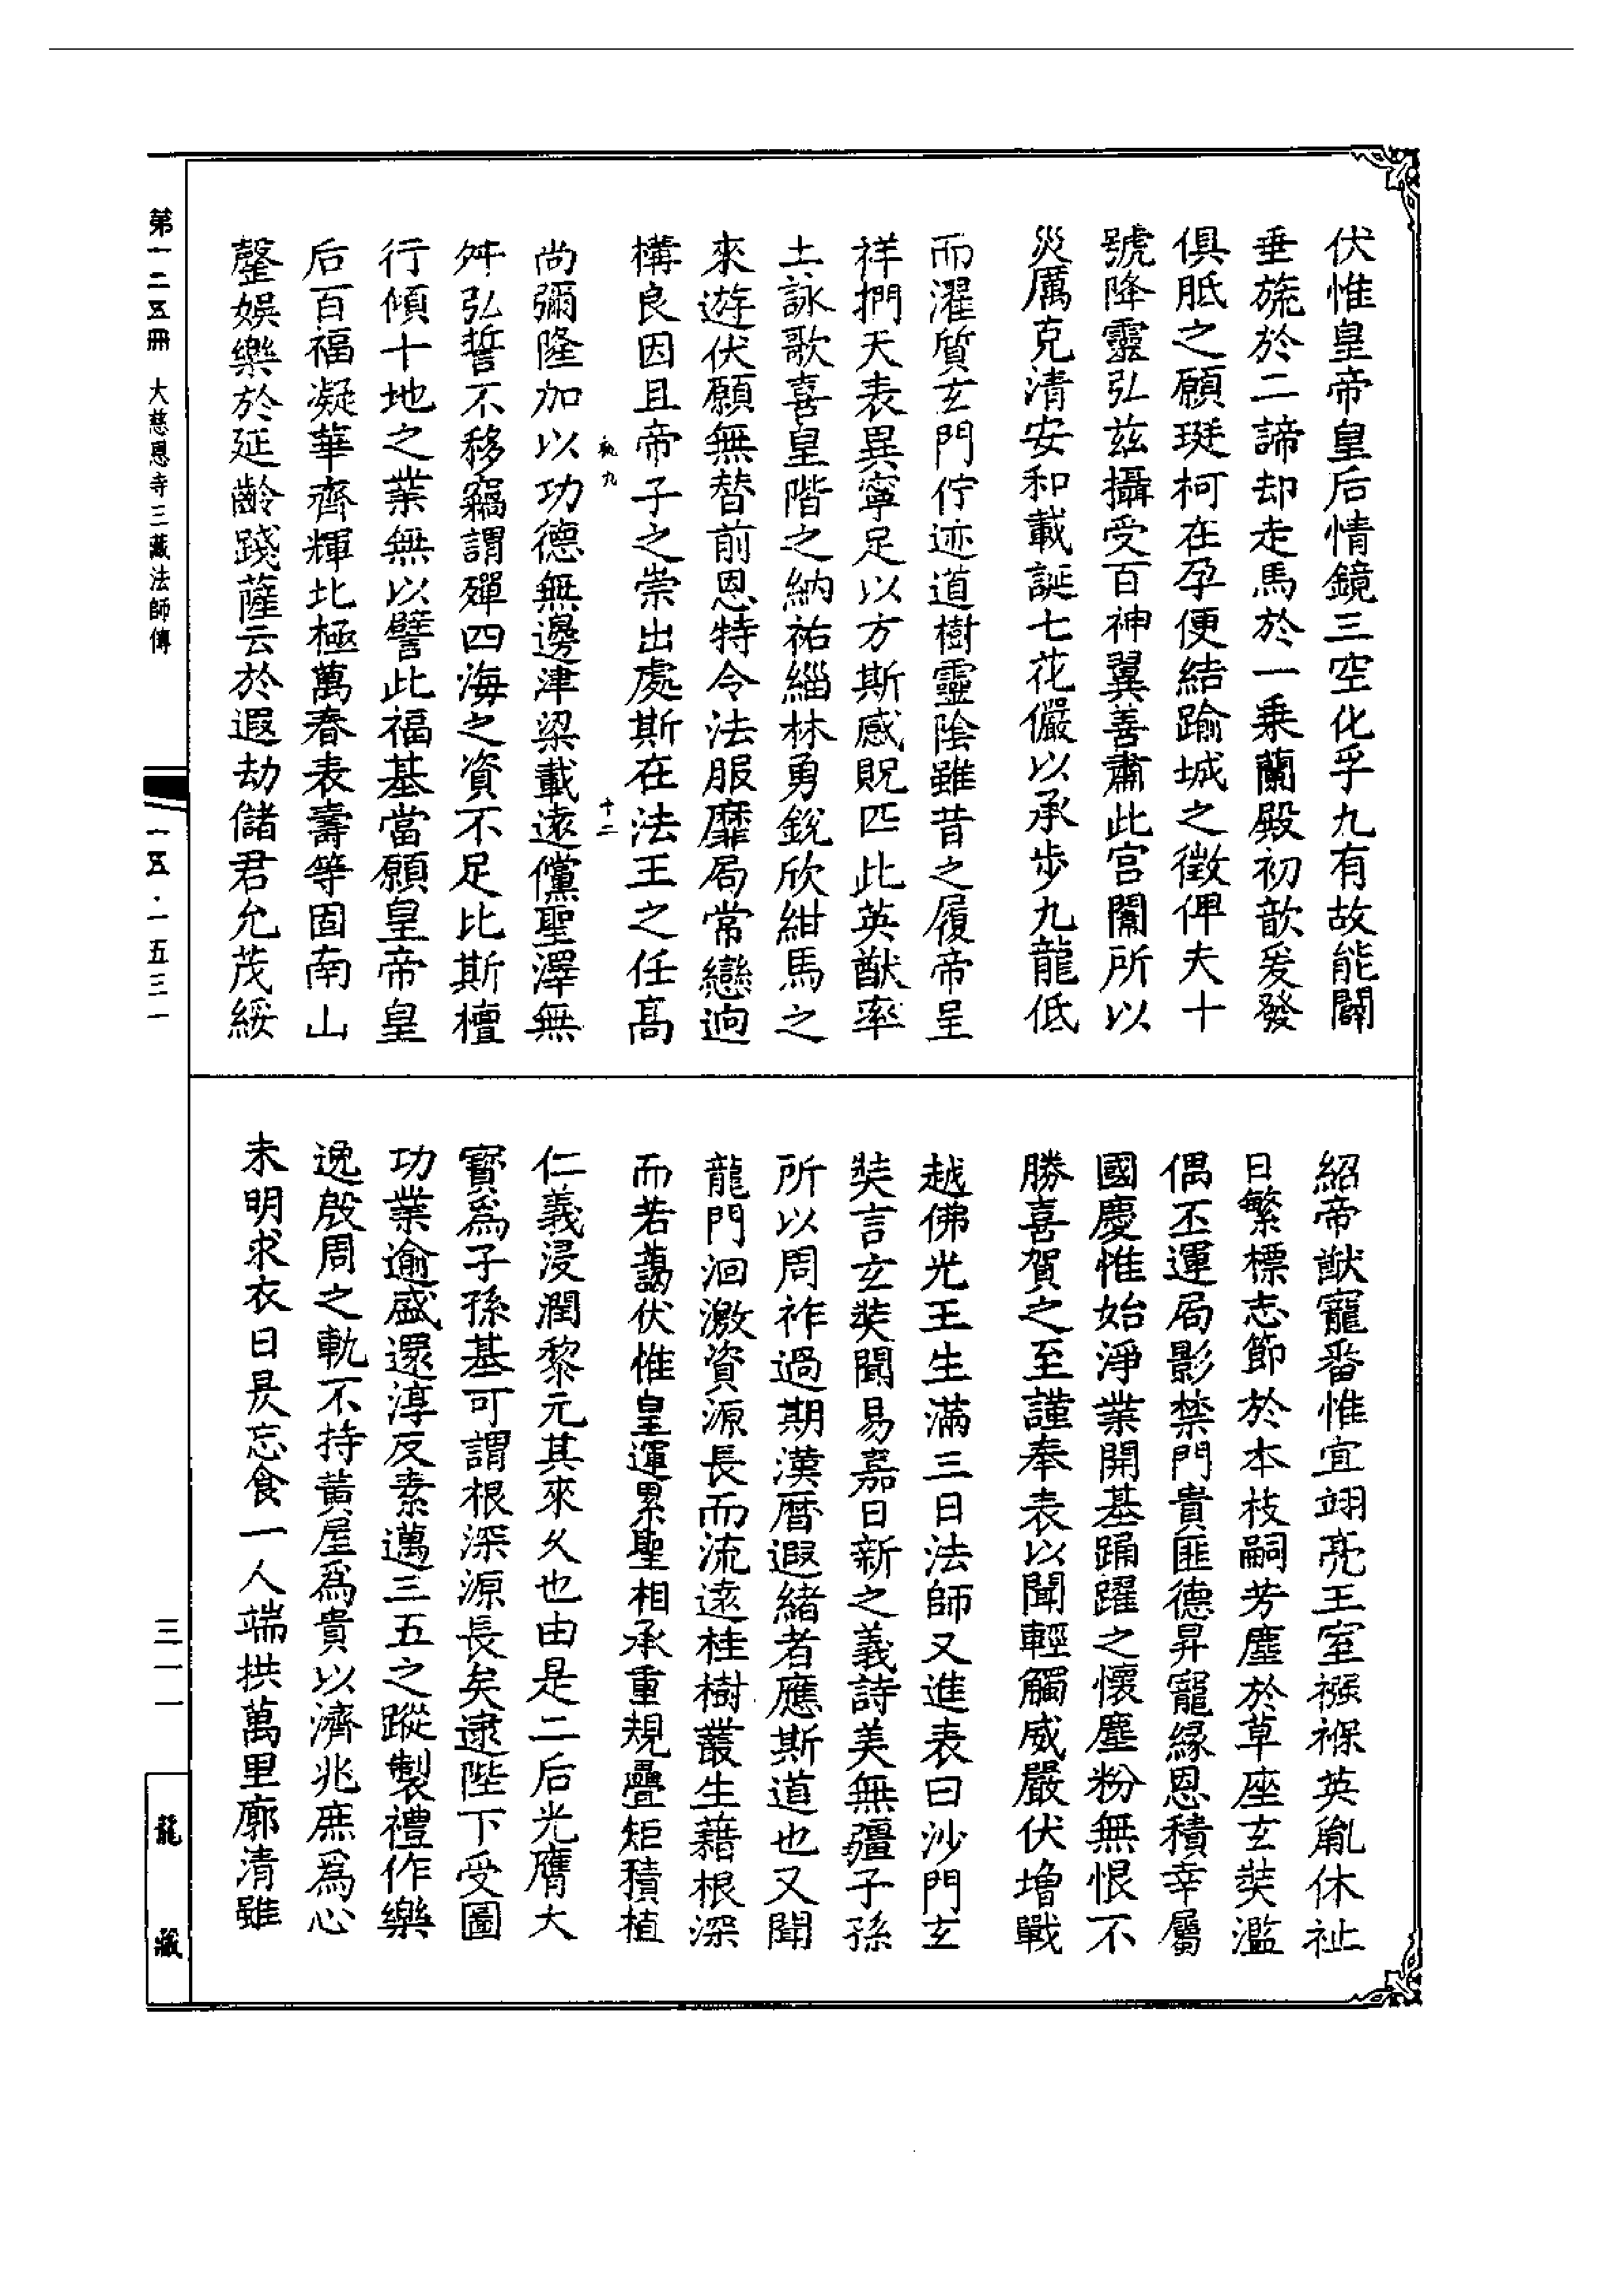 伏惟皇帝皇后情鏡三空化孚九有故能闢
垂旒於二諦却走馬於一乗蘭殿初歆爰發
俱胝之願珽柯在孕便結踰城之徵俾夫十
號降靈弘兹攝受百神翼善肅此宫闈所以
災厲克清安和載誕七花儼以承歩九龍低
而濯質玄門佇迹道樹靈隂雖昔之履帝呈
祥捫天表異寧足以方斯感貺匹此英猷率
土詠歌喜皇階之納祐緇林勇銳欣紺馬之
來遊伏願無替前恩特令法服靡局常戀迥
構良因且帝子之崇出處斯在法王之任髙
執九 十二
尚彌隆加以功德無邊津梁載逺儻聖澤無
舛弘誓不移竊謂殫四海之資不足比斯檀
行傾十地之業無以譬此福基當願皇帝皇
后百福凝華齊輝北極萬春表壽等固南山
罄娱樂於延齡踐薩云於遐劫儲君允茂綏
紹帝猷寵番惟宜翊亮王室襁褓英胤休祉
日繁標志節於本枝嗣芳塵於草座玄奘濫
偶丕運局影禁門貴匪德昇寵縁恩積幸屬
國慶惟始淨業開基踊躍之懷塵粉無恨不
勝喜賀之至謹奉表以聞輕觸威嚴伏増戰
越佛光王生滿三日法師又進表曰沙門玄
奘言玄奘聞易嘉日新之義詩美無疆子孫
所以周祚過期漢暦遐緒者應斯道也又聞
龍門洄激資源長而流逺桂樹叢生藉根深
而若藹伏惟皇運累聖相承重規疊矩積植
仁義浸潤黎元其來乆也由是二后光膺大
寳爲子孫基可謂根深源長矣逮陛下受圖
功業逾盛還淳反素邁三五之蹤製禮作樂
逸殷周之軌不恃黄屋爲貴以濟兆庶爲心
未明求衣日昃忘食一人端拱萬里廓清雖
第一二五冊 大慈恩寺三藏法師傳
一五·一五三一
三一一
龍藏